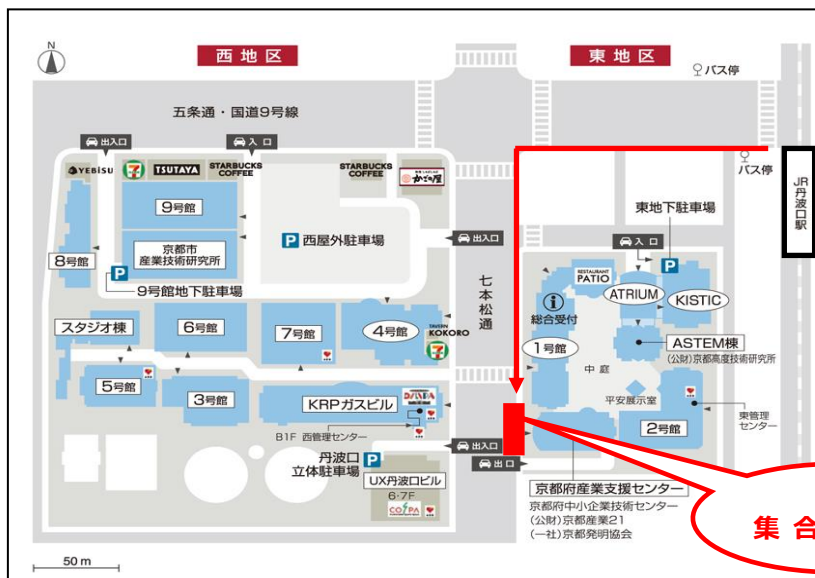 N
西地区
東地区
バス停
五条通・国道9号線
出入口
入口
YEBISU
7
TSUTAYA
STARBUCKS
COFFEE
STARBUCKS
COFFEE
かごの屋
バス停
JR丹波口駅
東地下駐車場
9号館
京都市
産業技術研究所
P 西屋外駐車場
出入口
入口
P
RESTAURANT
PATIO
ATRIUM
KISTIC
8号館
P
9号館地下駐車場
七本松通
i
総合受付
スタジオ棟
6号館
7号館
4号館
TAVERN
KOKORO
7
1号館
ASTEM棟
(公財)京都高度技術研究所
中庭
5号館
3号館
KRPガスビル
平安展示室
2号館
東管理
センター
B1F 西管理センター
丹波口
立体駐車場
P
出入口
出口
UX丹波口ビル
6・7F
COSPA
京都府産業支援センター
京都府中小企業技術センター
(公財)京都産業21
(一社)京都発明協会
集合
50 m